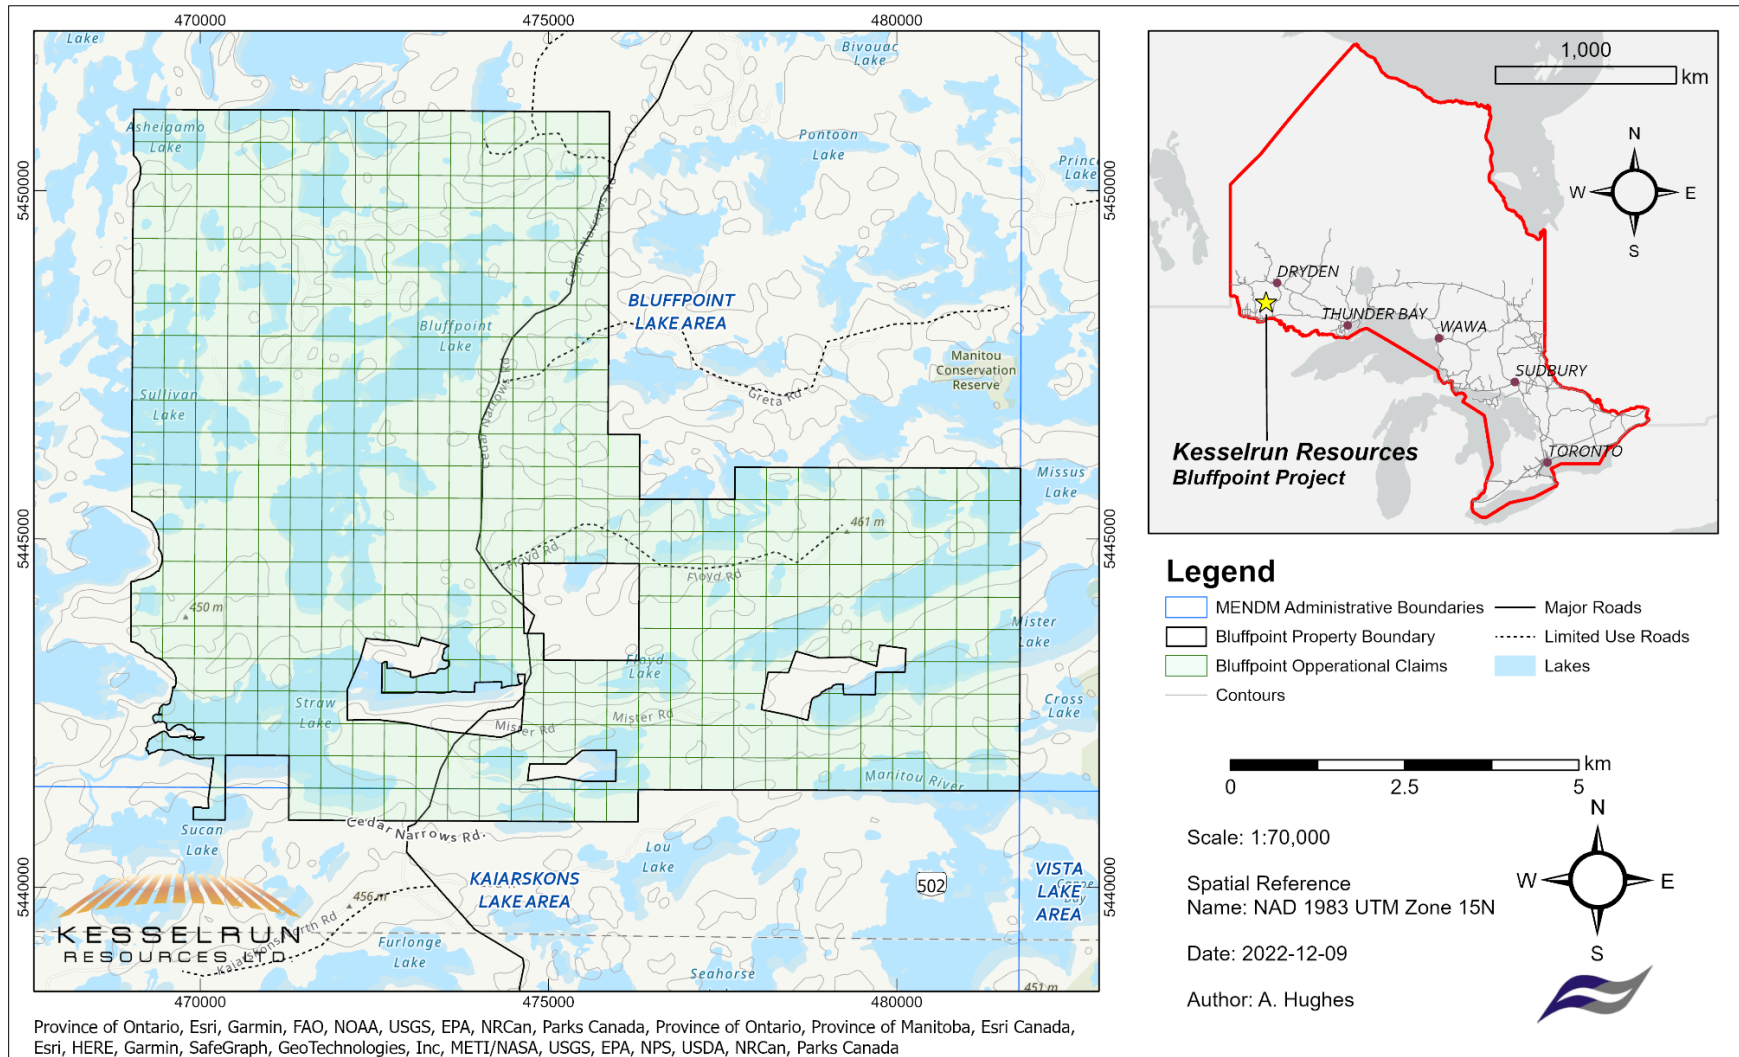 470000
475000
480000
Lake
Bivouac
Lake
Asheigamo
Lake
Pontoon
Lake
Princ
Lake
5450000
5450000
Cedar Narrows Rd
BLUFFPOINT
LAKE AREA
Bluffpoint
Lake
Manitou
Conservation
Reserve
Greta Rd
Sullivan
Lake
Cedar Narrows Rd
Missus
Lake
461 m
5445000
5445000
Floyd Rd
Floyd Rd
450 m
Mister
Lake
Floyd
Lake
Straw
Lake
Mister Rd
Mister Rd
Cross
Lake
Manitou River
Cedar Narrows Rd.
Sucan
Lake
Lou
Lake
KAIARSKONS
LAKE AREA
502
VISTA
LAKE
AREA
Bay
5440000
5440000
456 m
KESSELRUN
RESOURCES LTD.
Furlonge
Lake
Seahorse
451 m
470000
475000
480000
Province of Ontario, Esri, Garmin, FAO, NOAA, USGS, EPA, NRCan, Parks Canada, Province of Ontario, Province of Manitoba, Esri Canada,
Esri, HERE, Garmin, SafeGraph, GeoTechnologies, Inc, METI/NASA, USGS, EPA, NPS, USDA, NRCan, Parks Canada
1,000
km
N
W E
S
DRYDEN
THUNDER BAY
WAWA
SUDBURY
TORONTO
Kesselrun Resources
Bluffpoint Project
Legend
MENDM Administrative Boundaries
Major Roads
Bluffpoint Property Boundary
Limited Use Roads
Bluffpoint Opperational Claims
Lakes
Contours
km
0 2.5 5
Scale: 1:70,000
Spatial Reference
Name: NAD 1983 UTM Zone 15N
Date: 2022-12-09
Author: A. Hughes
N
W E
S